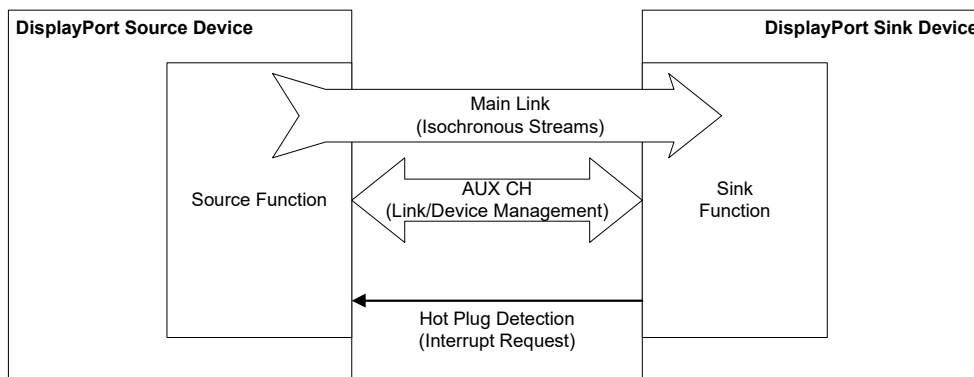 DisplayPort Source Device
DisplayPort Sink Device
Main Link
(Isochronous Streams)
AUX CH
(Link/Device Management)
Source Function
Sink
Function
Hot Plug Detection
(Interrupt Request)